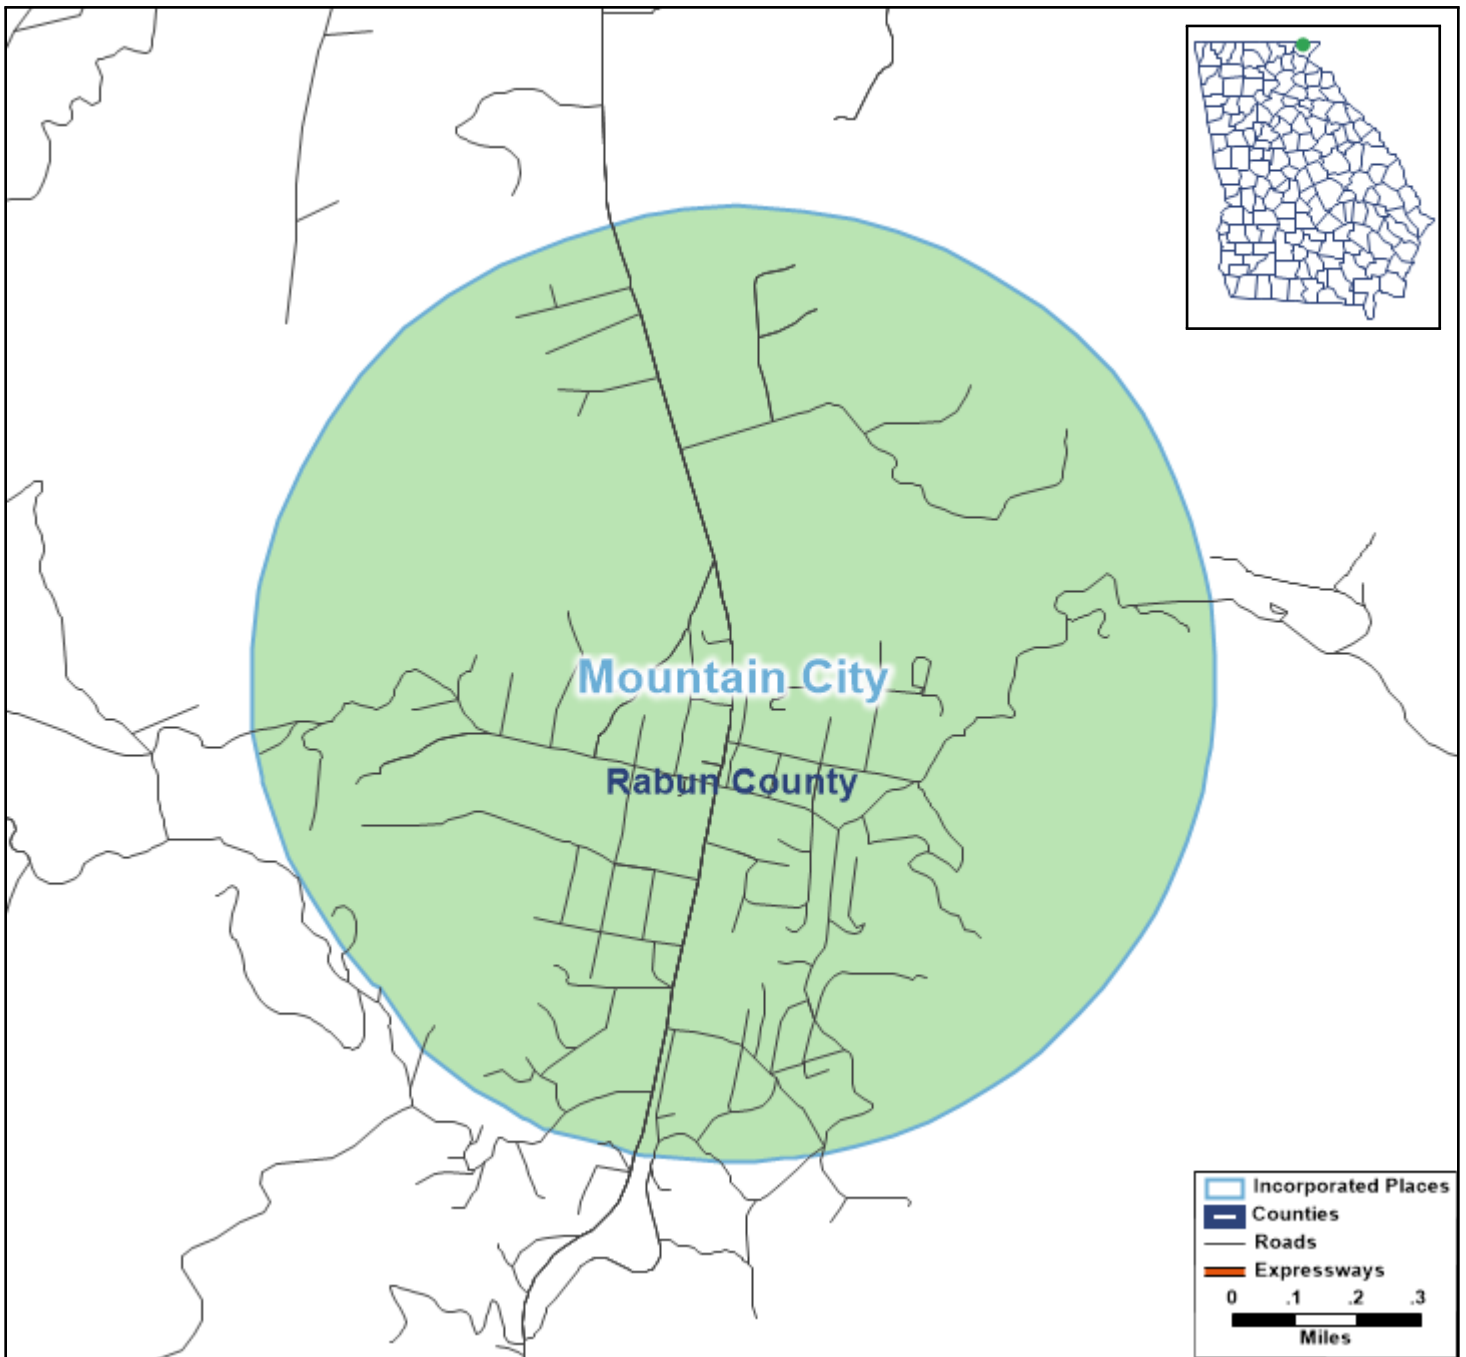 Mountain City
Rabun County
Incorporated Places
Counties
Roads
Expressways
0 .1 .2 .3
Miles